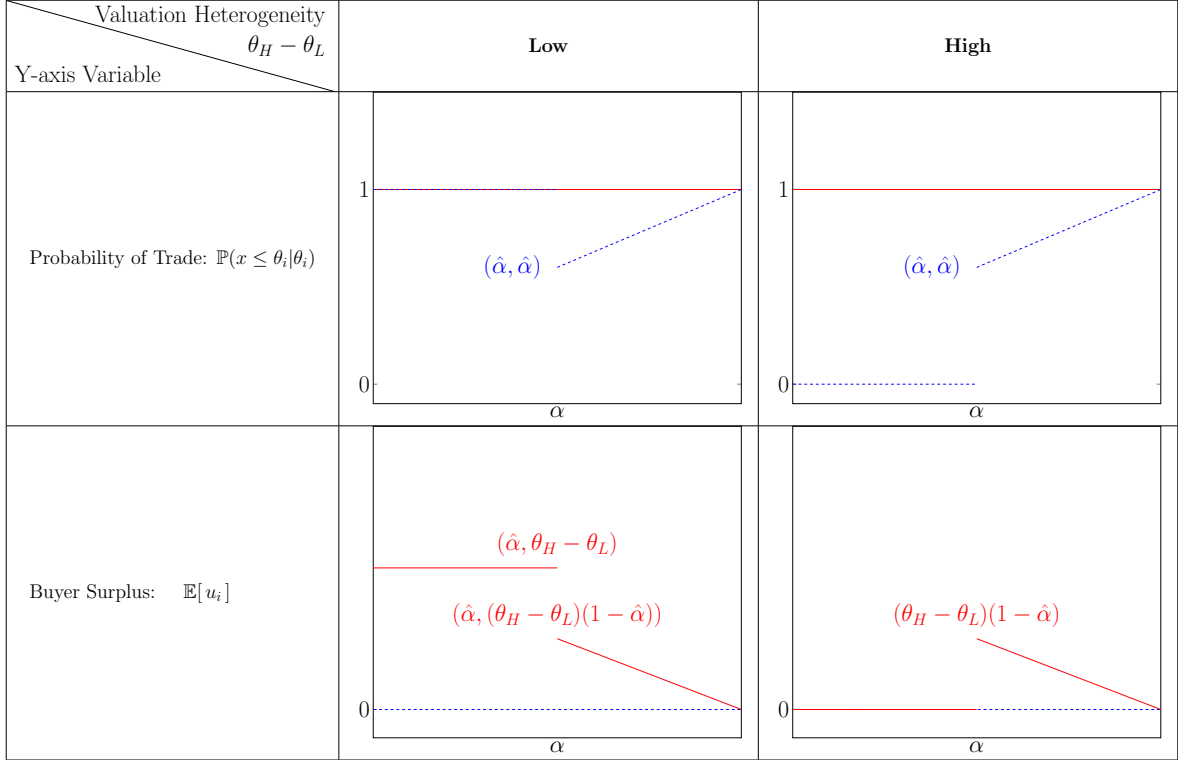 Valuation Heterogeneity
θ_H − θ_L
Y-axis Variable
Low
High
1
(α̂, α̂)
0
α
1
(α̂, α̂)
0
α
Probability of Trade: ℙ(x ≤ θ_i|θ_i)
(α̂, θ_H − θ_L)
(α̂, (θ_H − θ_L)(1 − α̂))
0
α
(θ_H − θ_L)(1 − α̂)
0
α
Buyer Surplus: 𝔼[ u_i ]